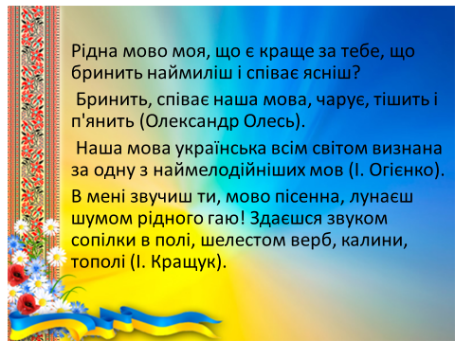 Рідна мово моя, що є краще за тебе, що
бринить наймиліш і співає ясніш?
Бринить, співає наша мова, чарує, тішить і
п'янить (Олександр Олесь).
Наша мова українська всім світом визнана
за одну з наймелодійніших мов (І. Огієнко).
В мені звучиш ти, мово пісенна, лунаєш
шумом рідного гаю! Здаєшся звуком
сопілки в полі, шелестом верб, калини,
тополі (І. Кращук).